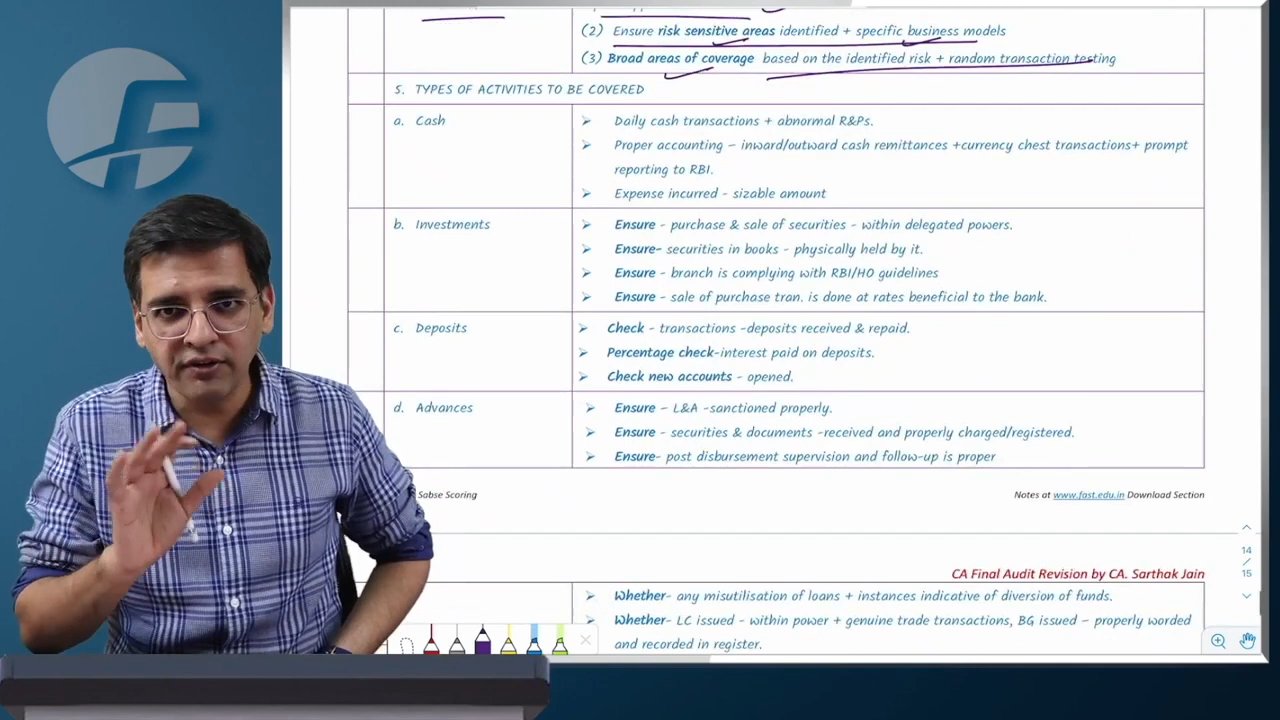 (2) Ensure risk sensitive areas identified + specific business models
(3) Broad areas of coverage based on the identified risk + random transaction testing
5. TYPES OF ACTIVITIES TO BE COVERED
a. Cash
➢ Daily cash transactions + abnormal R&Ps.
➢ Proper accounting – inward/outward cash remittances +currency chest transactions+ prompt
reporting to RBI.
➢ Expense incurred - sizable amount
b. Investments
➢ Ensure - purchase & sale of securities - within delegated powers.
➢ Ensure- securities in books - physically held by it.
➢ Ensure - branch is complying with RBI/HO guidelines
➢ Ensure - sale of purchase tran. is done at rates beneficial to the bank.
c. Deposits
➢ Check - transactions -deposits received & repaid.
➢ Percentage check-interest paid on deposits.
➢ Check new accounts - opened.
d. Advances
➢ Ensure – L&A -sanctioned properly.
➢ Ensure - securities & documents -received and properly charged/registered.
➢ Ensure- post disbursement supervision and follow-up is proper
Sabse Scoring
Notes at www.fast.edu.in Download Section
14
/
15
CA Final Audit Revision by CA. Sarthak Jain
➢ Whether- any misutilisation of loans + instances indicative of diversion of funds.
➢ Whether- LC issued - within power + genuine trade transactions, BG issued – properly worded
and recorded in register.